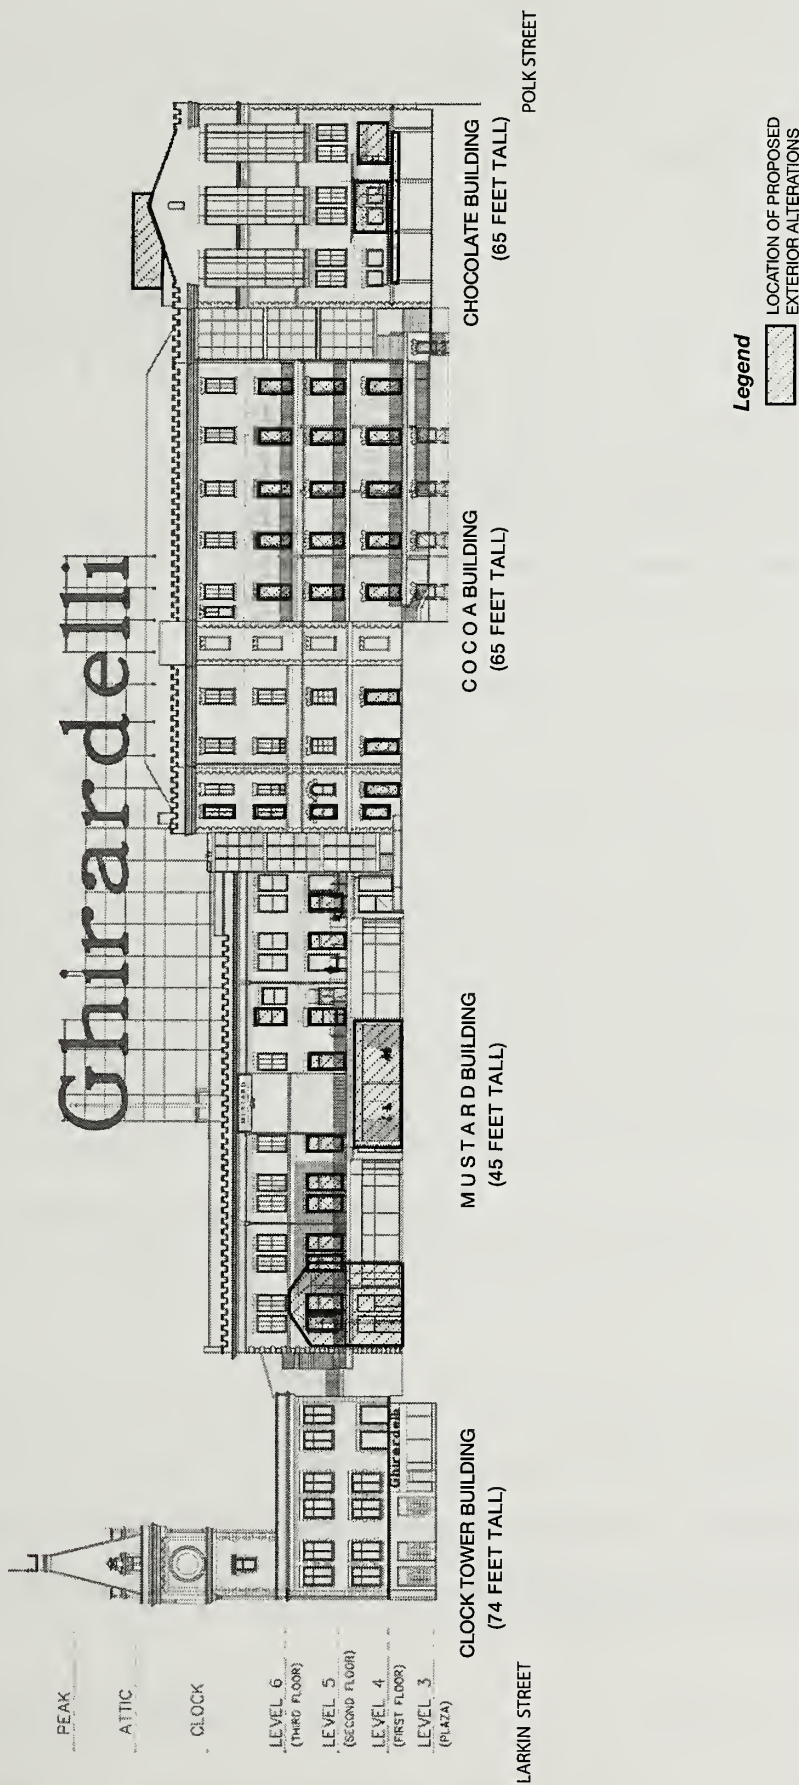 Ghirardelli
PEAK
ATTIC
CLOCK
LEVEL 6
(THIRD FLOOR)
LEVEL 5
(SECOND FLOOR)
LEVEL 4
(FIRST FLOOR)
LEVEL 3
(PLAZA)
MUSTARD
Ghirardelli
LARKIN STREET
CLOCK TOWER BUILDING
(74 FEET TALL)
MUSTARD BUILDING
(45 FEET TALL)
COCOA BUILDING
(65 FEET TALL)
CHOCOLATE BUILDING
(65 FEET TALL)
POLK STREET
Legend
LOCATION OF PROPOSED
EXTERIOR ALTERATIONS